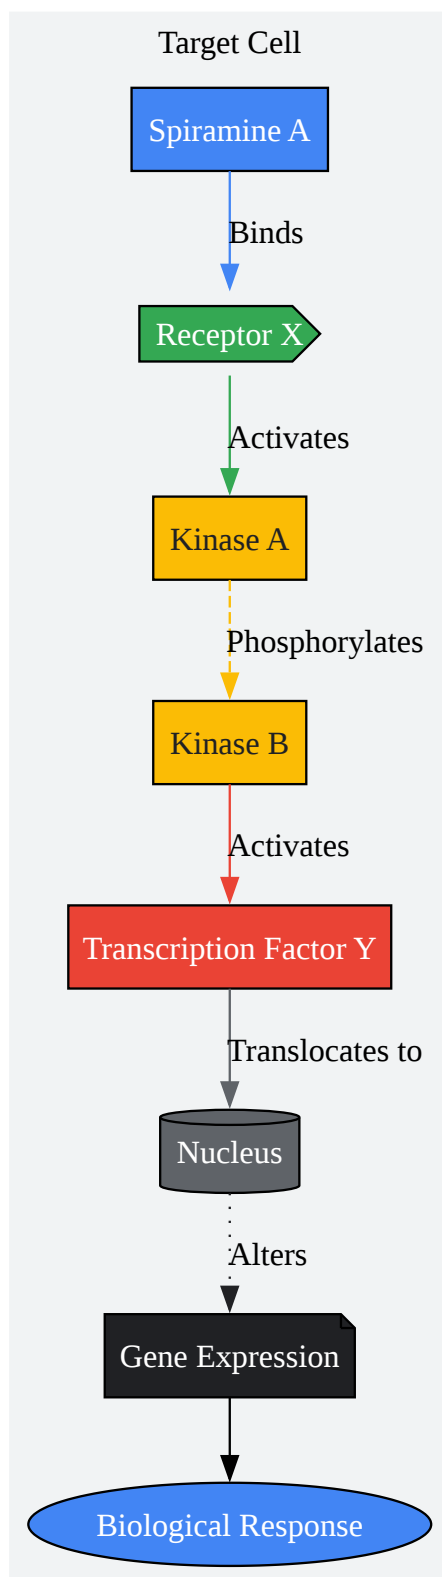 Target Cell
Spiramine A
Binds
Receptor X
Activates
Kinase A
Phosphorylates
Kinase B
Activates
Transcription Factor Y
Translocates to
Nucleus
Alters
Gene Expression
Biological Response